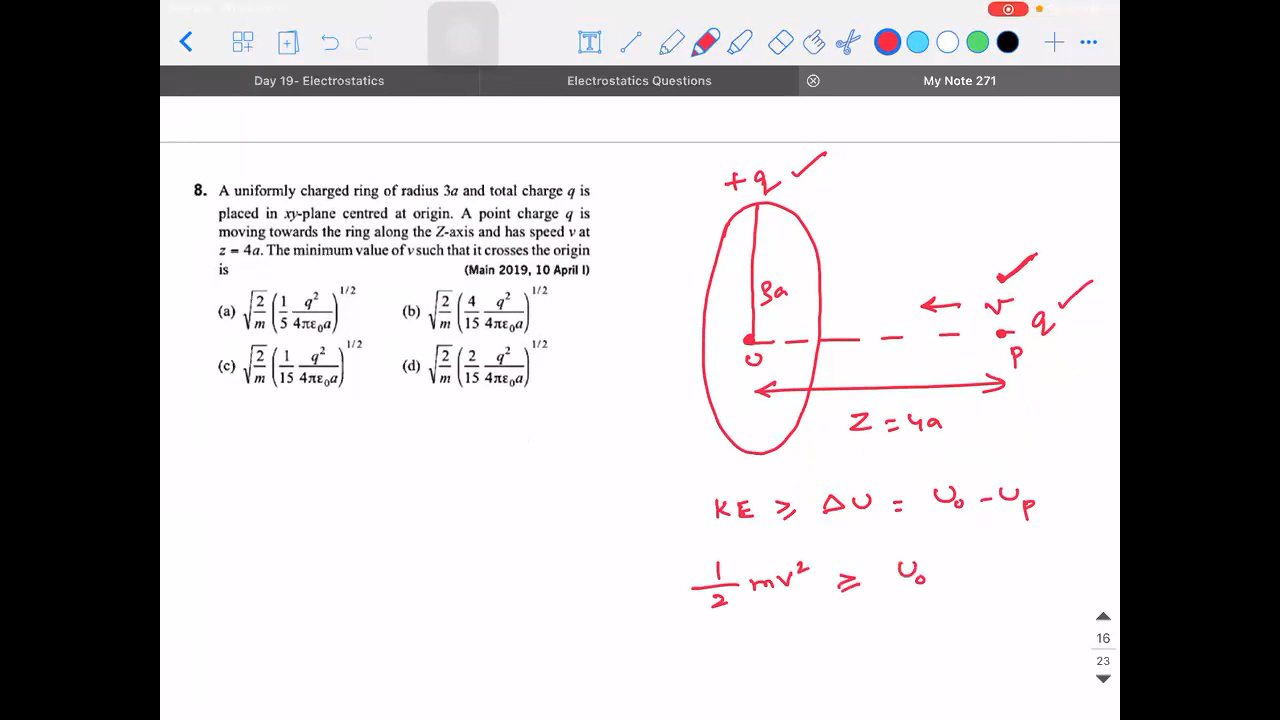 Day 19- Electrostatics
Electrostatics Questions
My Note 271
8. A uniformly charged ring of radius 3a and total charge q is
placed in xy-plane centred at origin. A point charge q is
moving towards the ring along the Z-axis and has speed v at
z = 4a. The minimum value of v such that it crosses the origin
is (Main 2019, 10 April I)
(a) √(2/m) (1/5 q²/4πε₀a)^1/2
(b) √(2/m) (4/15 q²/4πε₀a)^1/2
(c) √(2/m) (1/15 q²/4πε₀a)^1/2
(d) √(2/m) (2/15 q²/4πε₀a)^1/2
+q
3a
v
q
O
P
Z = 4a
KE ≥ ΔU = U₀ - Uₚ
1/2 mv² ≥ U₀
16
23